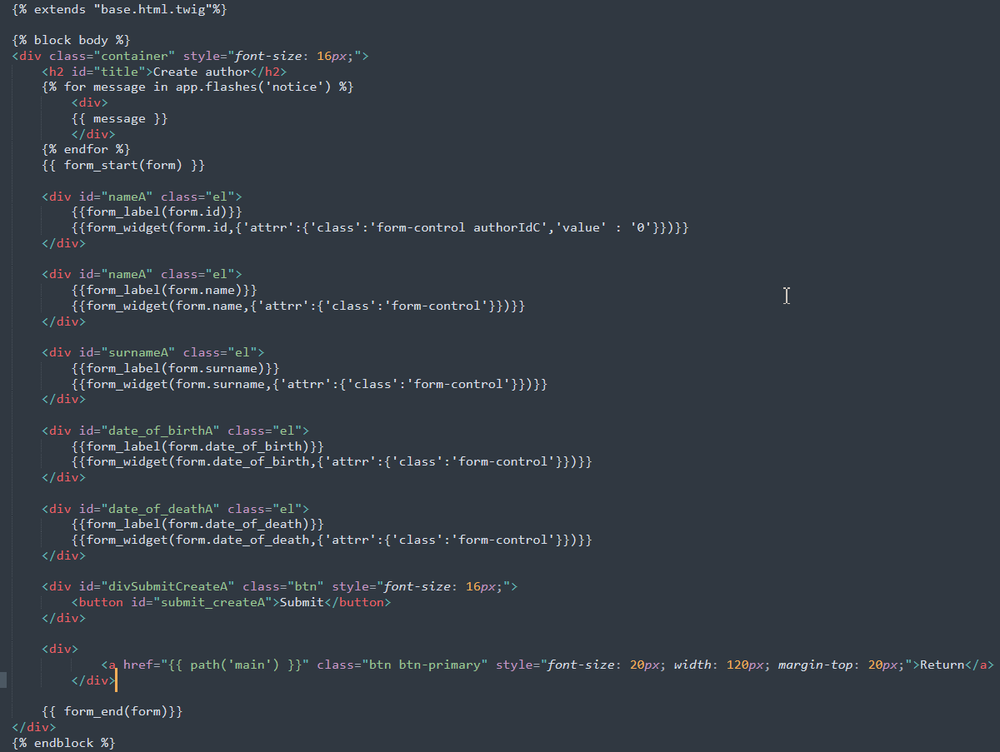 {% extends "base.html.twig"%}
{% block body %}
<div class="container" style="font-size: 16px;">
<h2 id="title">Create author</h2>
{% for message in app.flashes('notice') %}
<div>
{{ message }}
</div>
{% endfor %}
{{ form_start(form) }}
<div id="nameA" class="el">
{{form_label(form.id)}}
{{form_widget(form.id,{'attrr':{'class':'form-control authorIdC','value' : '0'}})}}
</div>
<div id="nameA" class="el">
{{form_label(form.name)}}
{{form_widget(form.name,{'attrr':{'class':'form-control'}})}}
</div>
<div id="surnameA" class="el">
{{form_label(form.surname)}}
{{form_widget(form.surname,{'attrr':{'class':'form-control'}})}}
</div>
<div id="date_of_birthA" class="el">
{{form_label(form.date_of_birth)}}
{{form_widget(form.date_of_birth,{'attrr':{'class':'form-control'}})}}
</div>
<div id="date_of_deathA" class="el">
{{form_label(form.date_of_death)}}
{{form_widget(form.date_of_death,{'attrr':{'class':'form-control'}})}}
</div>
<div id="divSubmitCreateA" class="btn" style="font-size: 16px;">
<button id="submit_createA">Submit</button>
</div>
<div>
<a href="{{ path('main') }}" class="btn btn-primary" style="font-size: 20px; width: 120px; margin-top: 20px;">Return</a>
</div>
{{ form_end(form)}}
</div>
{% endblock %}